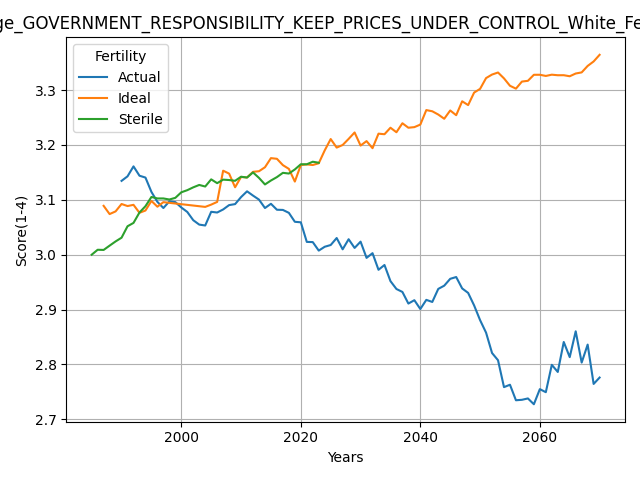 ge_GOVERNMENT_RESPONSIBILITY_KEEP_PRICES_UNDER_CONTROL_White_Fe
Fertility
Actual
Ideal
Sterile
Score(1-4)
3.3
3.2
3.1
3.0
2.9
2.8
2.7
2000
2020
2040
2060
Years